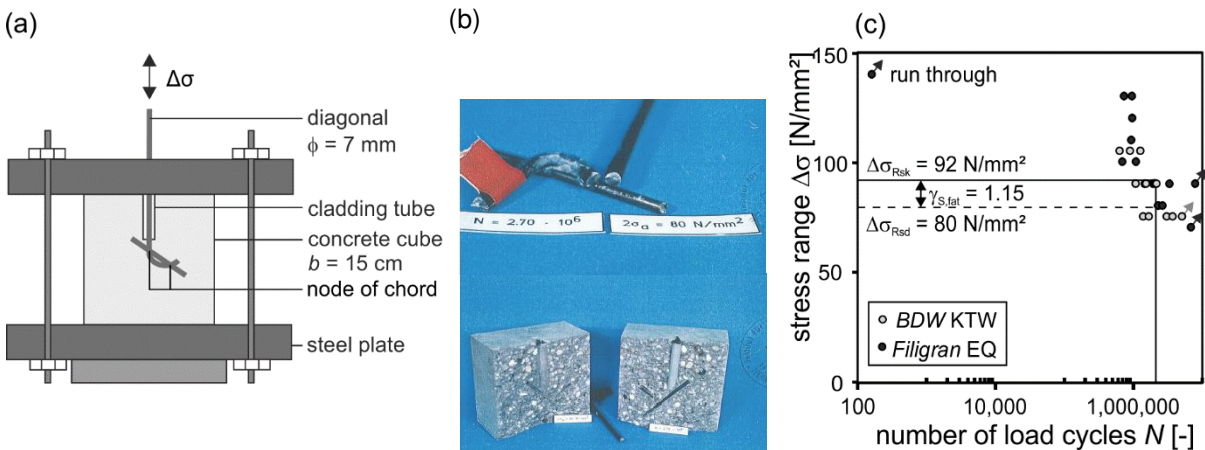 (a)
Δσ
diagonal
ϕ = 7 mm
cladding tube
concrete cube
b = 15 cm
node of chord
steel plate
(b)
N = 2.70 · 10⁶
2σₐ = 80 N/mm²
(c)
stress range Δσ [N/mm²]
150
100
50
0
run through
ΔσRsk = 92 N/mm²
γS,fat = 1.15
ΔσRsd = 80 N/mm²
BDW KTW
Filigran EQ
100
10,000
1,000,000
number of load cycles N [-]